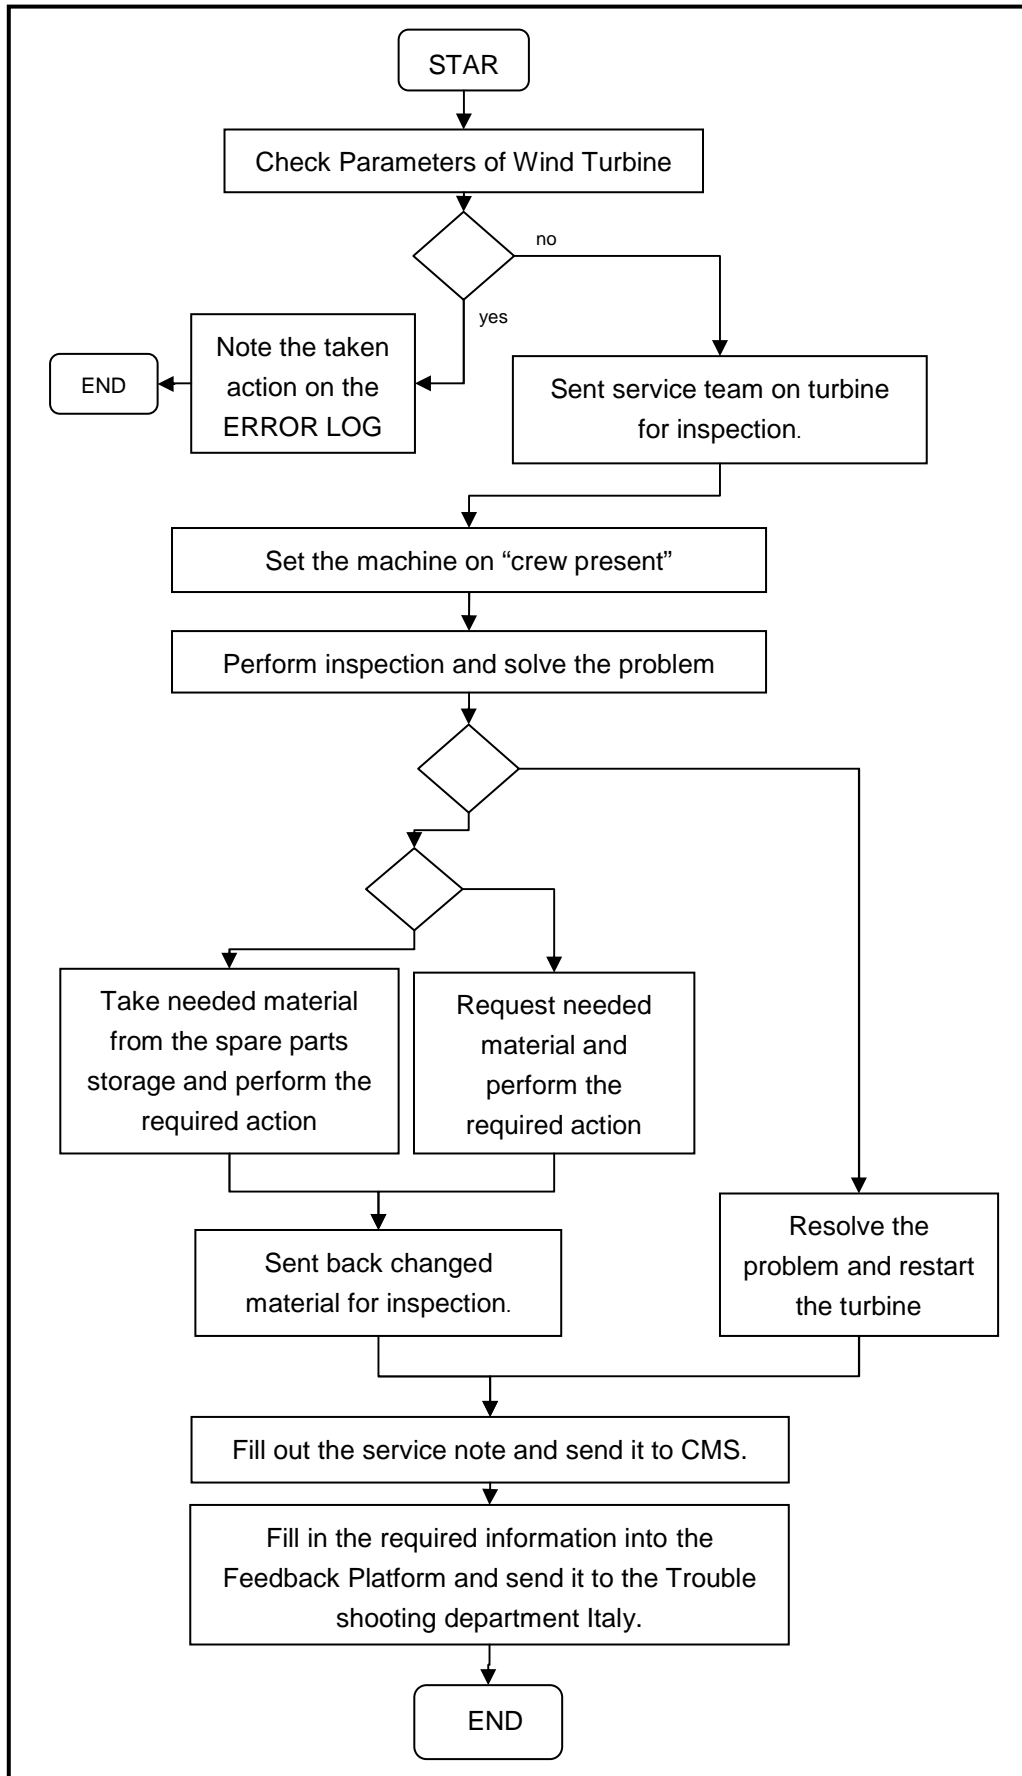 STAR
Check Parameters of Wind Turbine
no
yes
Note the taken
action on the
ERROR LOG
END
Sent service team on turbine
for inspection.
Set the machine on “crew present”
Perform inspection and solve the problem
Take needed material
from the spare parts
storage and perform the
required action
Request needed
material and
perform the
required action
Sent back changed
material for inspection.
Resolve the
problem and restart
the turbine
Fill out the service note and send it to CMS.
Fill in the required information into the
Feedback Platform and send it to the Trouble
shooting department Italy.
END